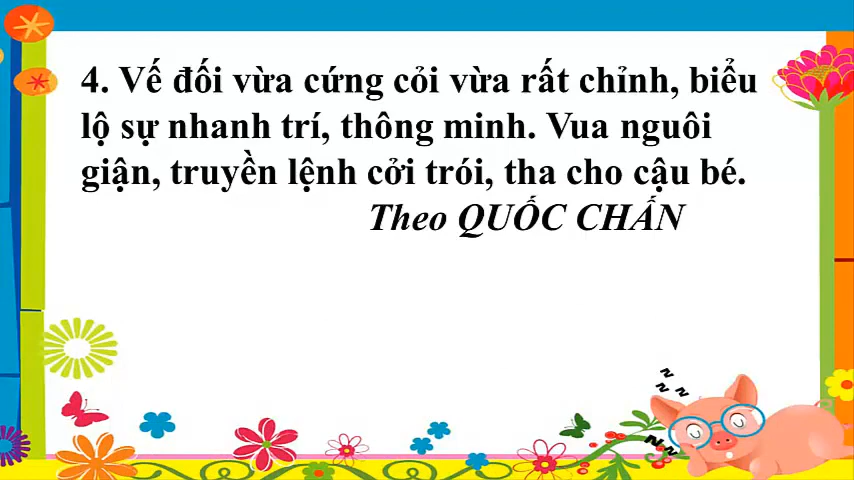 4. Vế đối vừa cứng cỏi vừa rất chỉnh, biểu
lộ sự nhanh trí, thông minh. Vua nguôi
giận, truyền lệnh cởi trói, tha cho cậu bé.
Theo QUỐC CHẤN